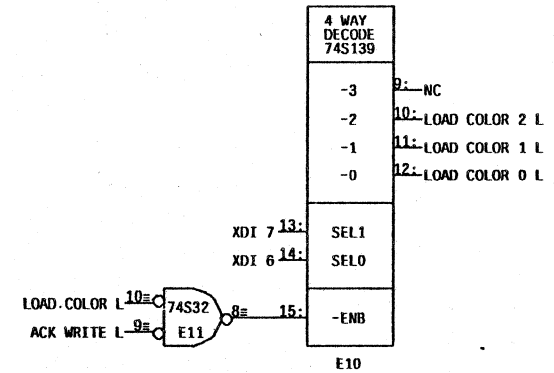 4 WAY
DECODE
74S139
-3 9: NC
-2 10: LOAD COLOR 2 L
-1 11: LOAD COLOR 1 L
-0 12: LOAD COLOR 0 L
XDI 7 13: SEL1
XDI 6 14: SEL0
LOAD.COLOR L 10≡ 74S32 8≡ 15: -ENB
ACK WRITE L 9≡ E11
E10